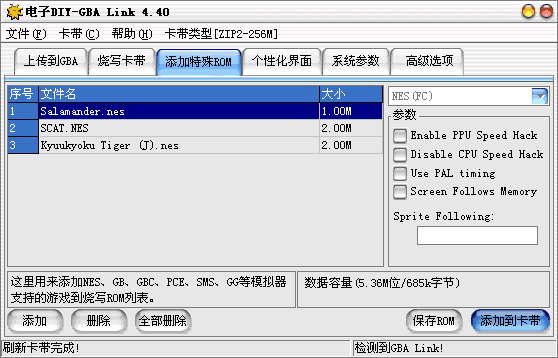 电子DIY-GBA Link 4.40
文件(F) 卡带(C) 帮助(H) 卡带类型[ZIP2-256M]
上传到GBA 烧写卡带 添加特殊ROM 个性化界面 系统参数 高级选项
序号 文件名 大小
1 Salamander.nes 1.00M
2 SCAT.NES 2.00M
3 Kyuukyoku Tiger (J).nes 2.00M
NES(FC)
参数
Enable PPU Speed Hack
Disable CPU Speed Hack
Use PAL timing
Screen Follows Memory
Sprite Following:
这里用来添加NES、GB、GBC、PCE、SMS、GG等模拟器
支持的游戏到烧写ROM列表。
数据容量(5.36M位/685k字节)
添加 删除 全部删除 保存ROM 添加到卡带
刷新卡带完成! 检测到GBA Link!